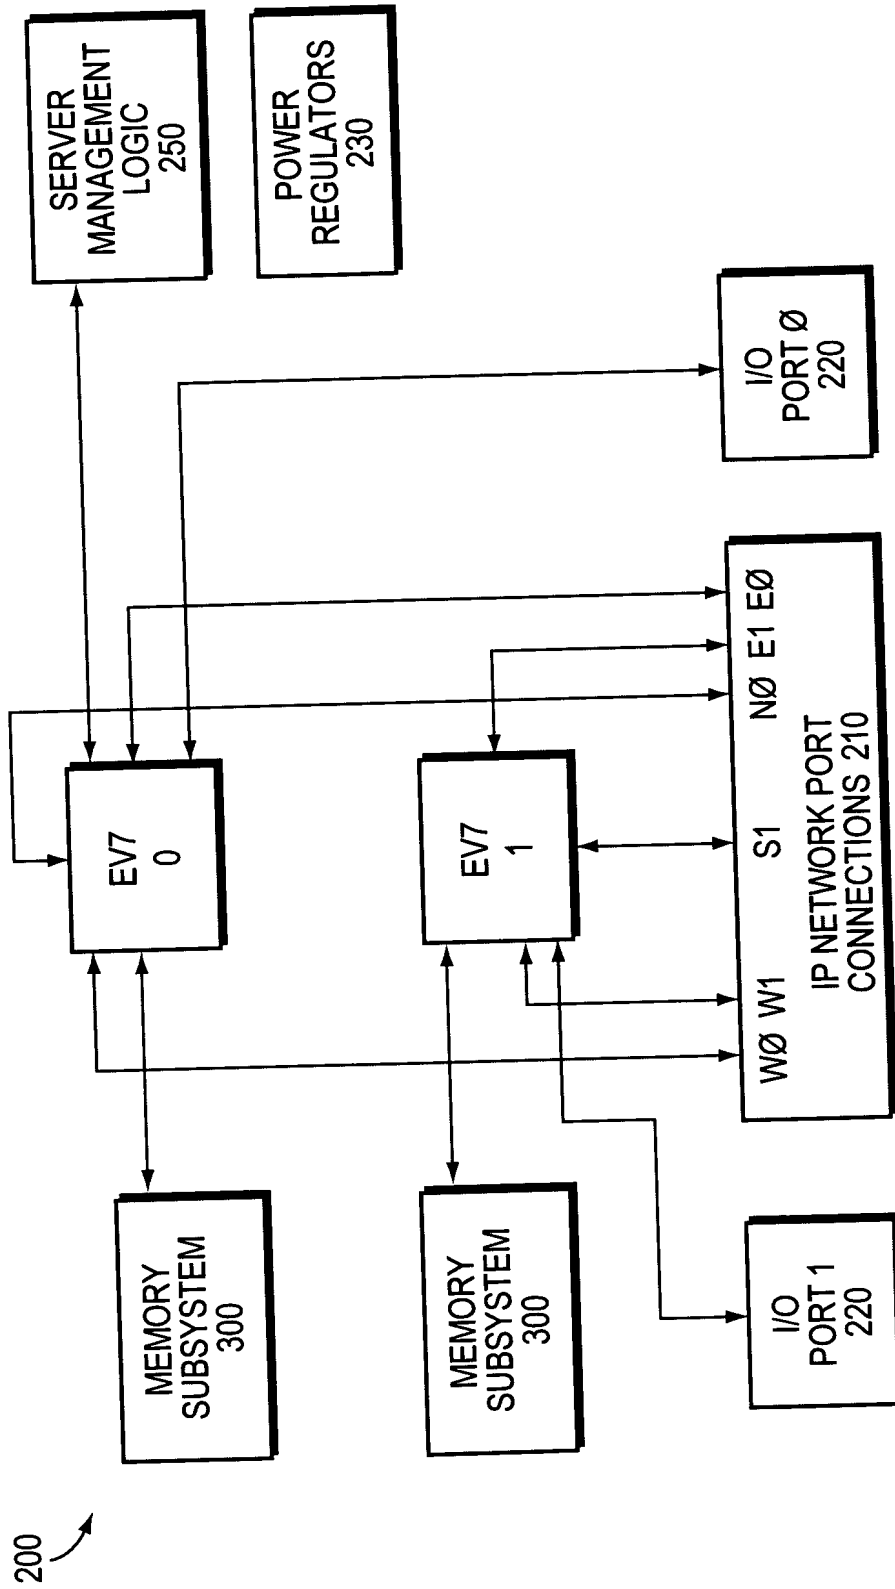 200
MEMORY
SUBSYSTEM
300
EV7
0
SERVER
MANAGEMENT
LOGIC
250
POWER
REGULATORS
230
MEMORY
SUBSYSTEM
300
EV7
1
I/O
PORT 1
220
WØ W1 S1 NØ E1 EØ
IP NETWORK PORT
CONNECTIONS 210
I/O
PORT Ø
220